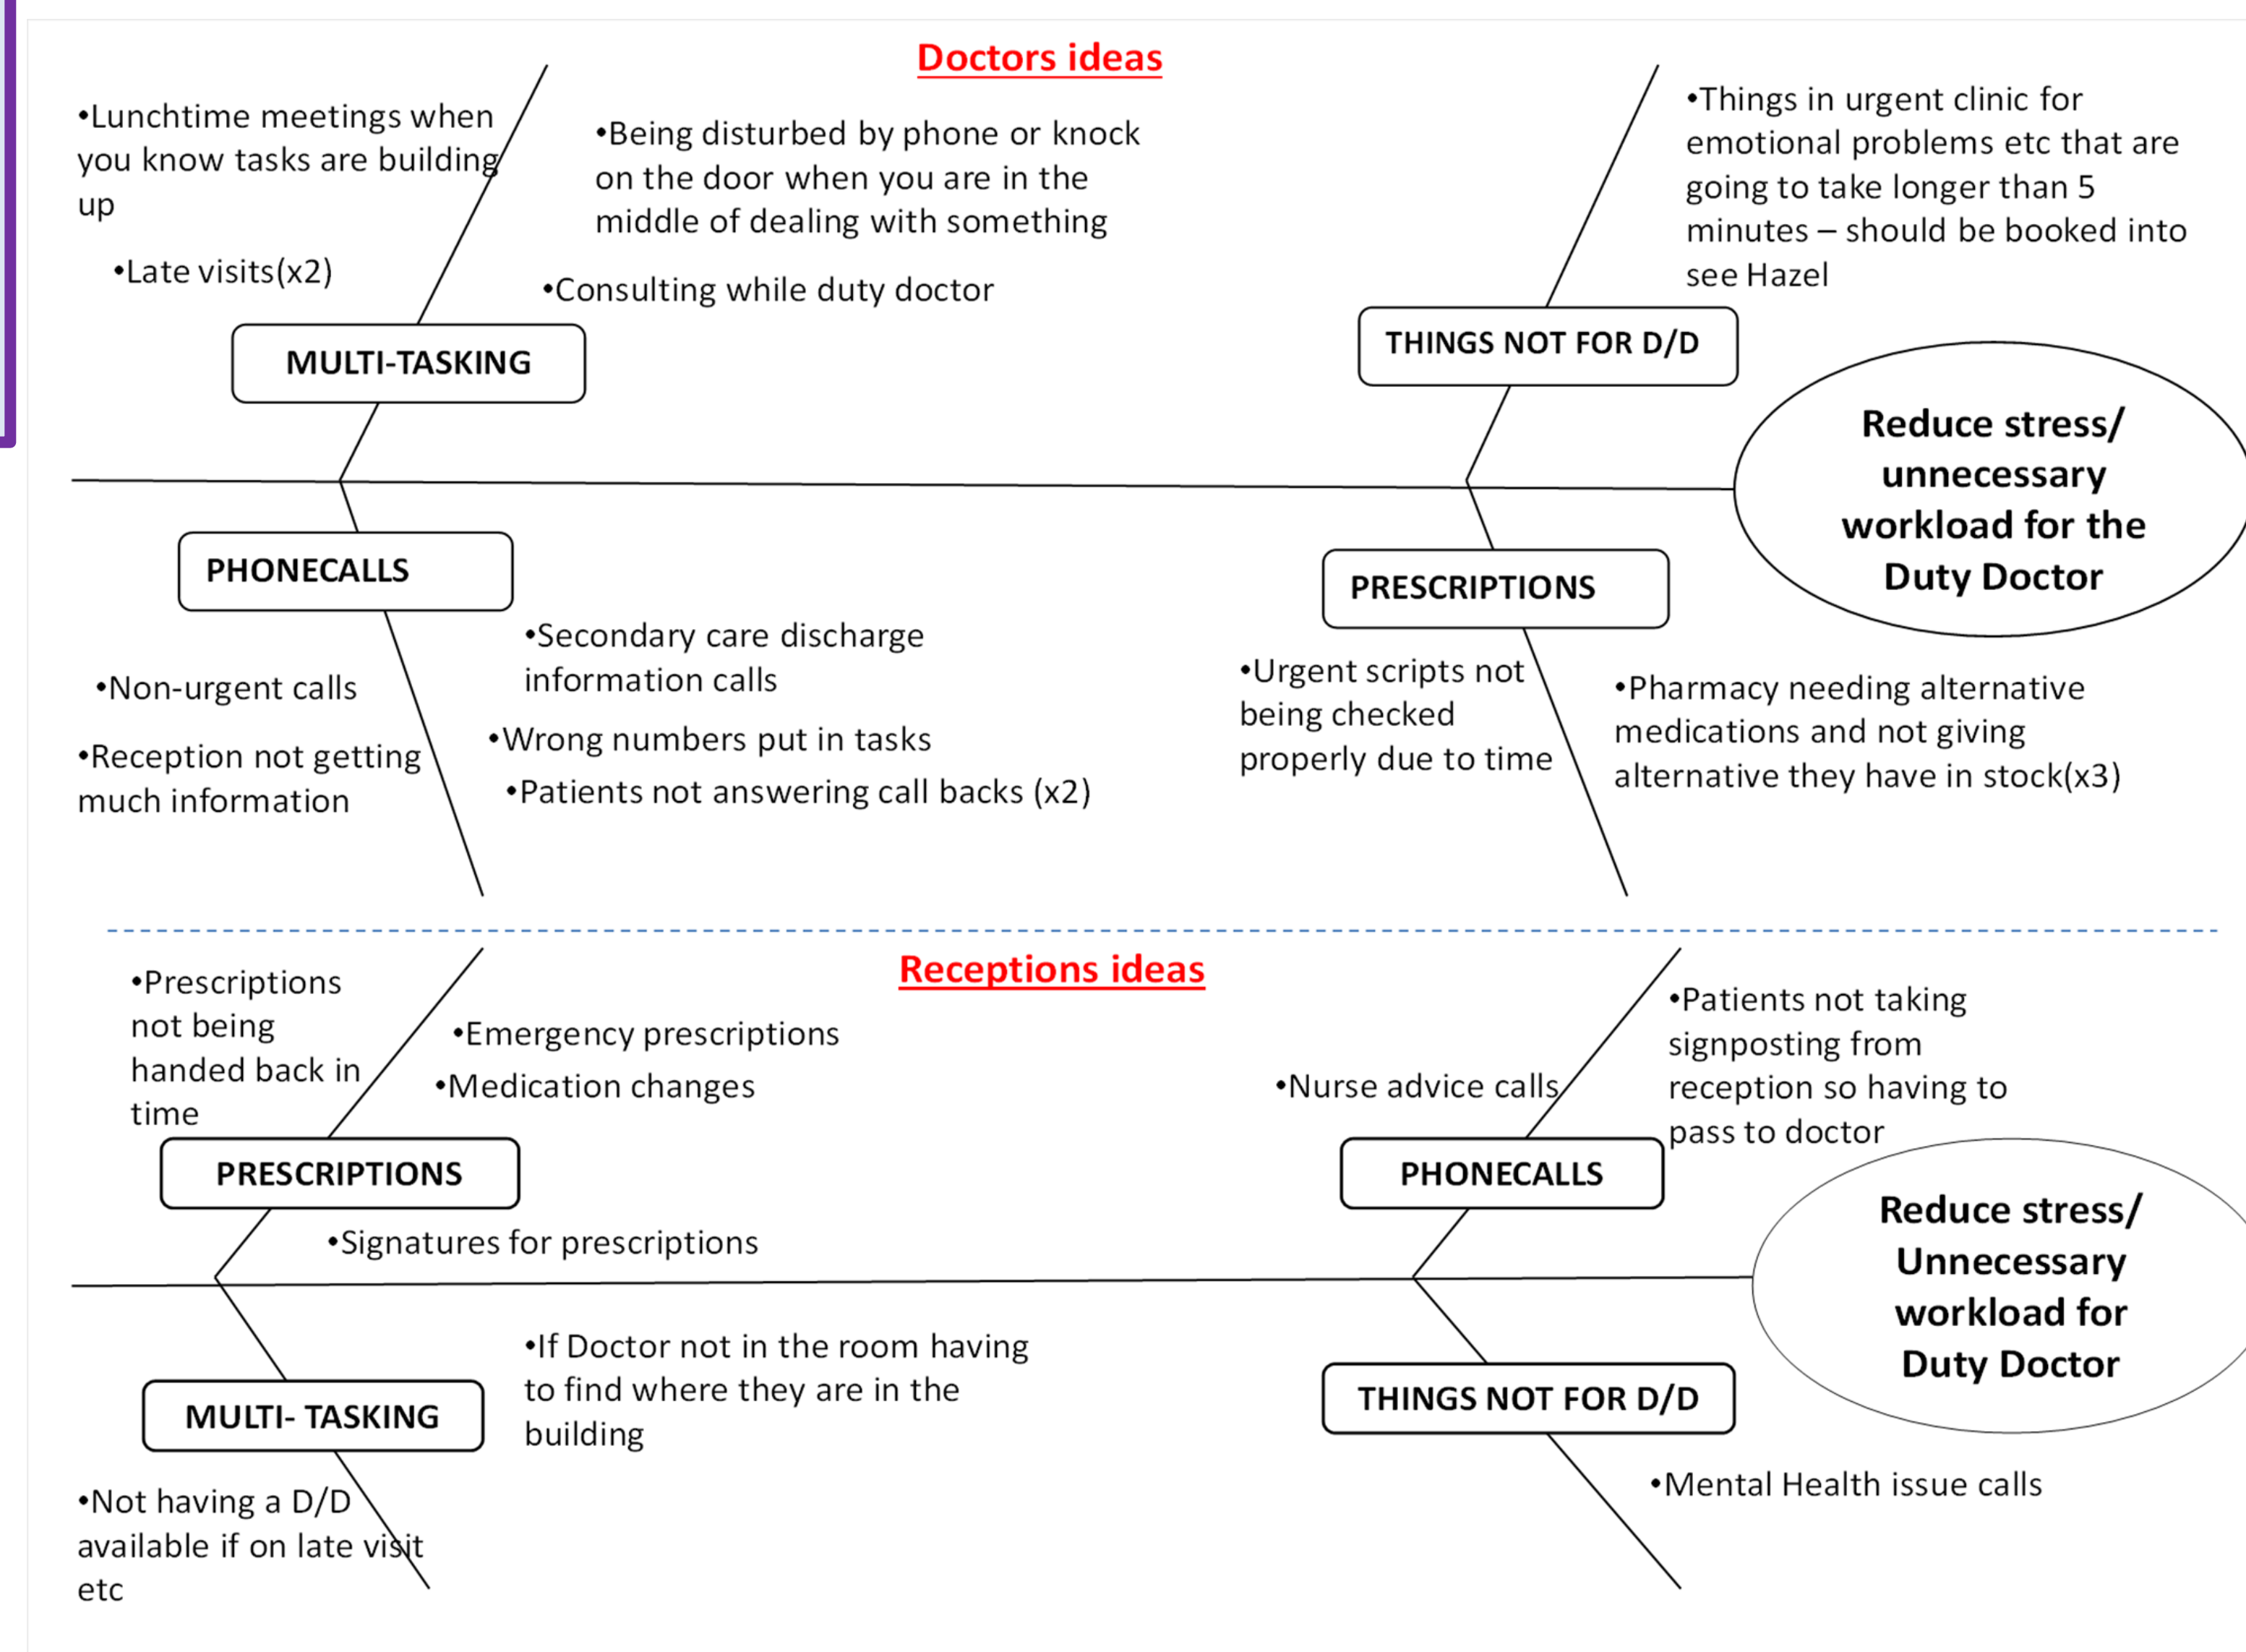 Doctors ideas
•Lunchtime meetings when
you know tasks are building
up
•Late visits(x2)
•Being disturbed by phone or knock
on the door when you are in the
middle of dealing with something
•Consulting while duty doctor
MULTI-TASKING
•Things in urgent clinic for
emotional problems etc that are
going to take longer than 5
minutes – should be booked into
see Hazel
THINGS NOT FOR D/D
Reduce stress/
unnecessary
workload for the
Duty Doctor
PHONECALLS
•Non-urgent calls
•Reception not getting
much information
•Secondary care discharge
information calls
•Wrong numbers put in tasks
•Patients not answering call backs (x2)
PRESCRIPTIONS
•Urgent scripts not
being checked
properly due to time
•Pharmacy needing alternative
medications and not giving
alternative they have in stock(x3)
Receptions ideas
•Prescriptions
not being
handed back in
time
•Emergency prescriptions
•Medication changes
PRESCRIPTIONS
•Signatures for prescriptions
•Nurse advice calls
•Patients not taking
signposting from
reception so having to
pass to doctor
PHONECALLS
Reduce stress/
Unnecessary
workload for
Duty Doctor
MULTI- TASKING
•If Doctor not in the room having
to find where they are in the
building
•Not having a D/D
available if on late visit
etc
THINGS NOT FOR D/D
•Mental Health issue calls